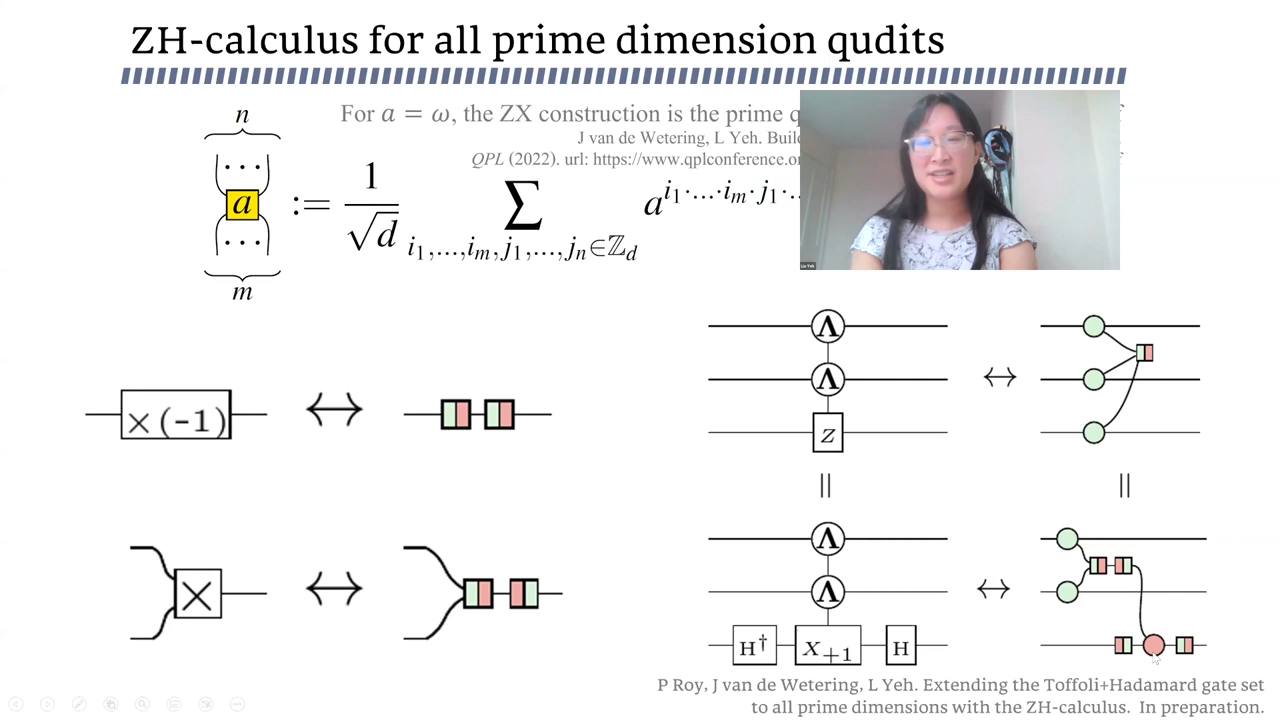 ZH-calculus for all prime dimension qudits
For a = ω, the ZX construction is the prime
J van de Wetering, L Yeh.
QPL (2022). url: https://www.qplconference.
n
...
a
...
m
:= 1/√d ∑ i₁,...,iₘ,j₁,...,jₙ∈ℤd a^i₁·...·iₘ·j₁·..
Lia Yeh
×(-1) ↔
× ↔
Λ
Λ ↔
Z
= =
Λ
Λ ↔
H† X+1 H
P Roy, J van de Wetering, L Yeh. Extending the Toffoli+Hadamard gate set
to all prime dimensions with the ZH-calculus. In preparation.